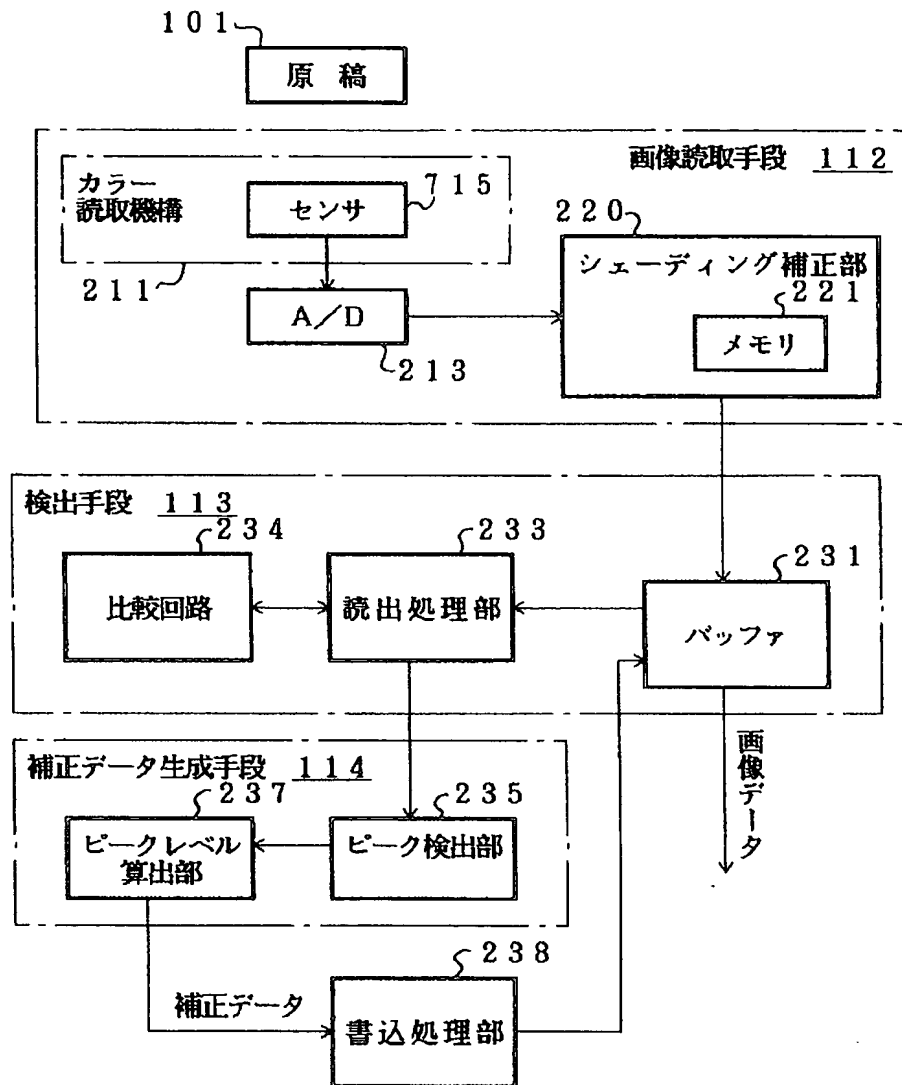 101
原稿
画像読取手段 112
カラー
読取機構
715
センサ
220
シェーディング補正部
221
メモリ
211
A／D
213
検出手段 113
234
233
231
比較回路
読出処理部
バッファ
画像データ
補正データ生成手段 114
237
235
ピークレベル
算出部
ピーク検出部
238
補正データ
書込処理部